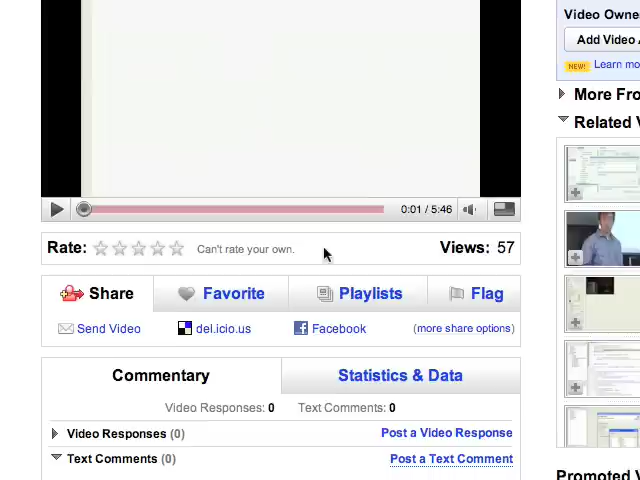 Video Owne
Add Video
NEW! Learn mo
More Fro
Related V
0:01 / 5:46
Rate: Can't rate your own. Views: 57
Share Favorite Playlists Flag
Send Video del.icio.us Facebook (more share options)
Commentary Statistics & Data
Video Responses: 0 Text Comments: 0
Video Responses (0) Post a Video Response
Text Comments (0) Post a Text Comment
Promoted V